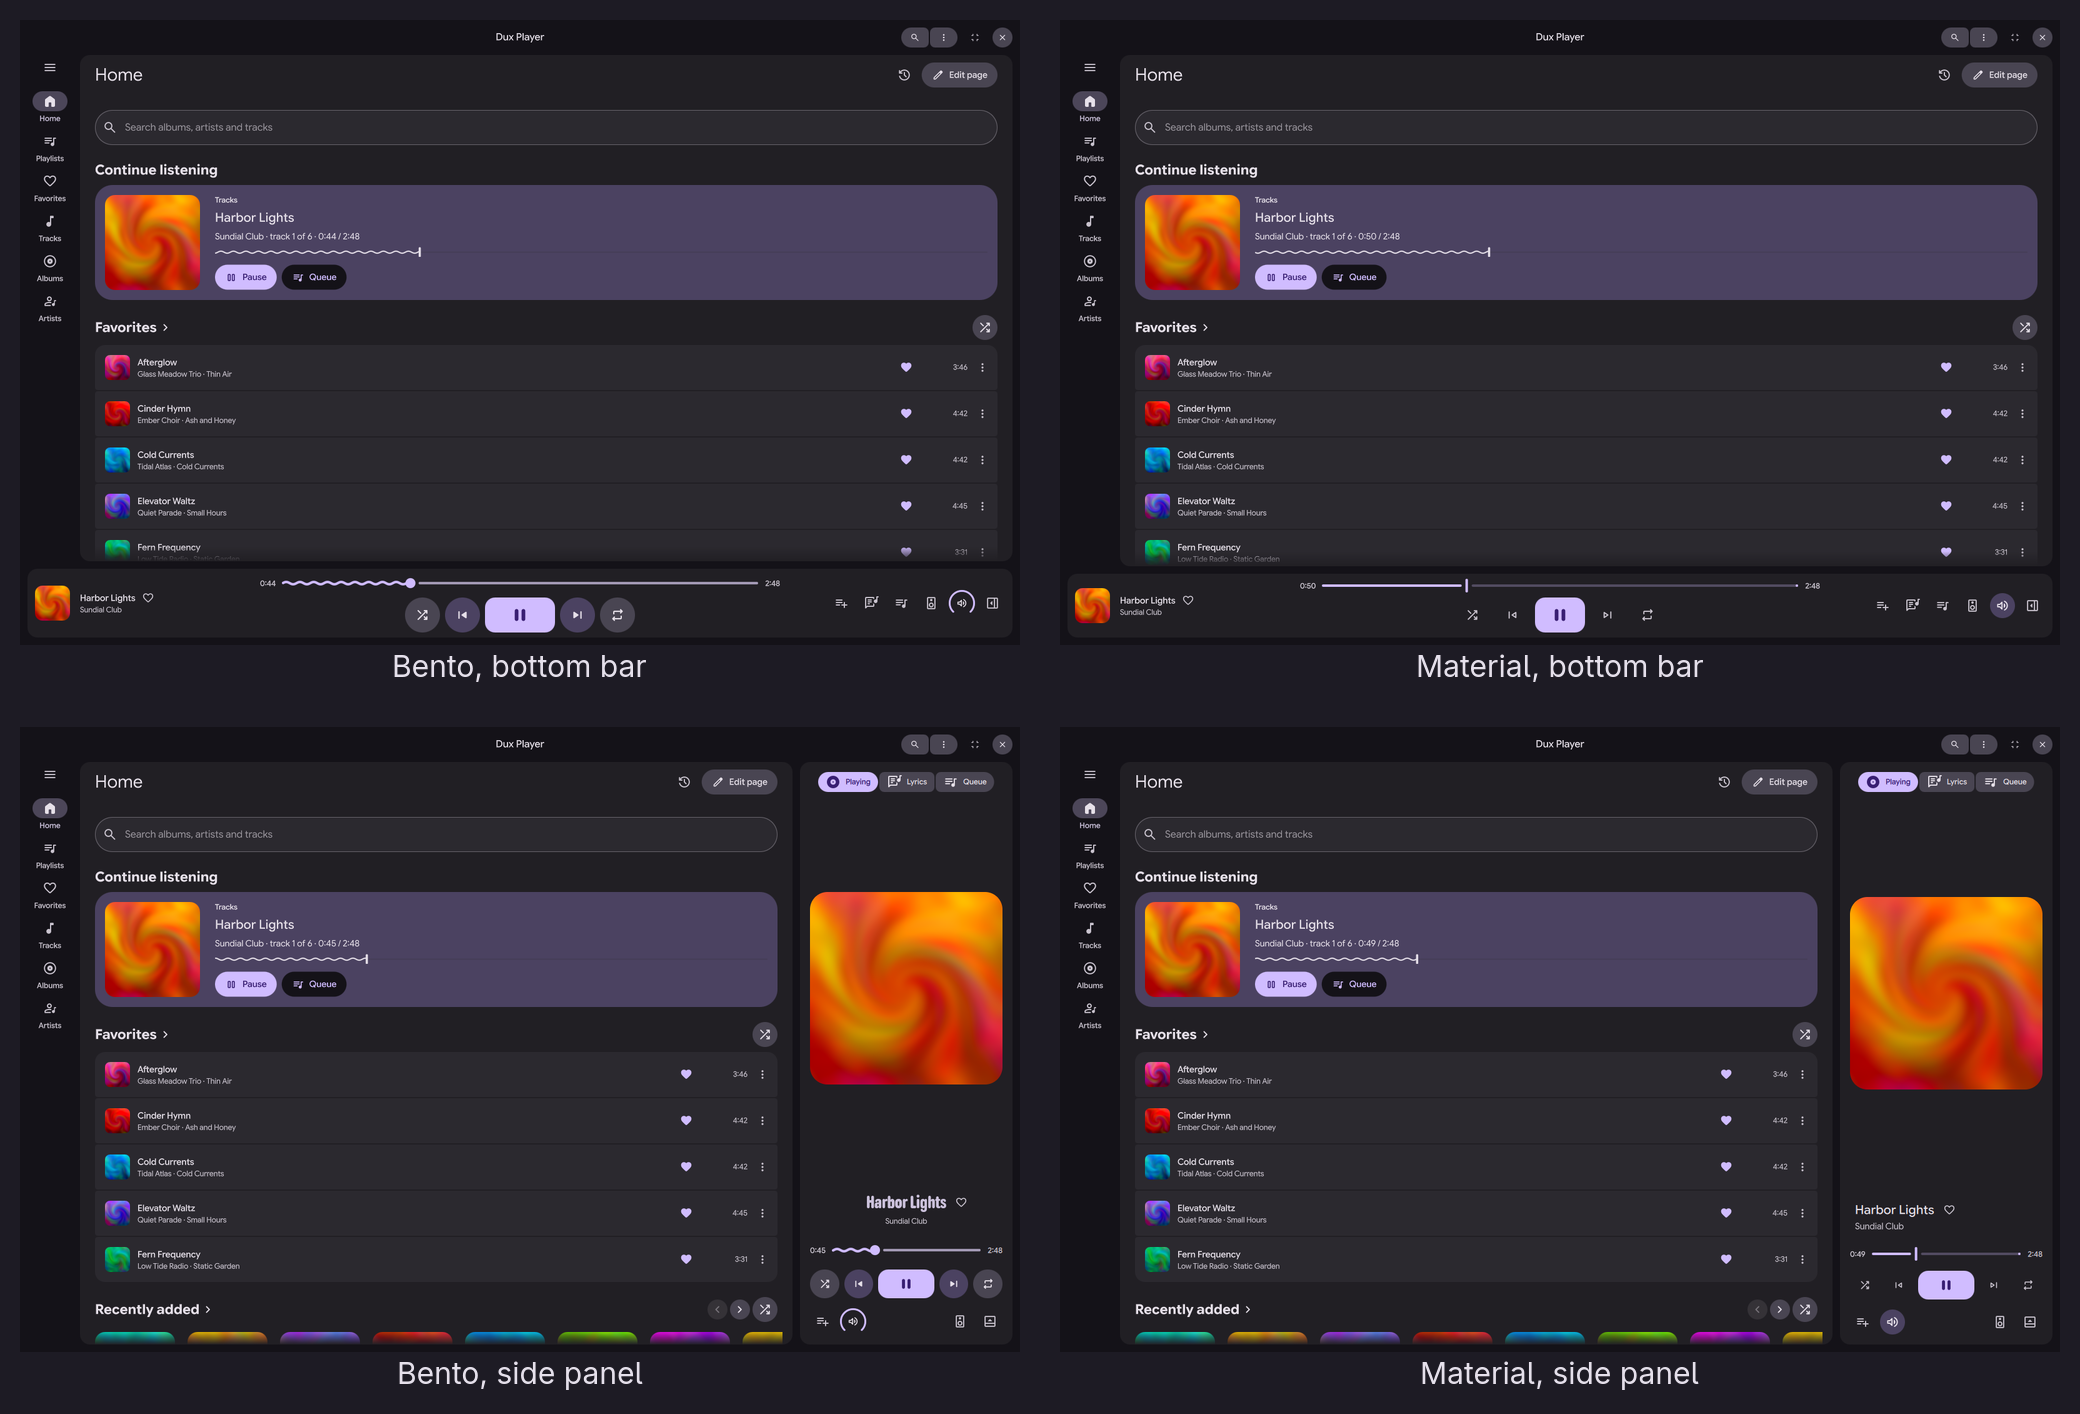 Dux Player
Home
Edit page
Search albums, artists and tracks
Home
Playlists
Favorites
Tracks
Albums
Artists
Continue listening
Tracks
Harbor Lights
Sundial Club · track 1 of 6 · 0:44 / 2:48
Pause
Queue
Favorites
Afterglow
Glass Meadow Trio · Thin Air
3:46
Cinder Hymn
Ember Choir · Ash and Honey
4:42
Cold Currents
Tidal Atlas · Cold Currents
4:42
Elevator Waltz
Quiet Parade · Small Hours
4:45
Fern Frequency
Low Tide Radio · Static Garden
3:31
Harbor Lights
Sundial Club
0:44
2:48
Bento, bottom bar
Dux Player
Home
Edit page
Search albums, artists and tracks
Home
Playlists
Favorites
Tracks
Albums
Artists
Continue listening
Tracks
Harbor Lights
Sundial Club · track 1 of 6 · 0:50 / 2:48
Pause
Queue
Favorites
Afterglow
Glass Meadow Trio · Thin Air
3:46
Cinder Hymn
Ember Choir · Ash and Honey
4:42
Cold Currents
Tidal Atlas · Cold Currents
4:42
Elevator Waltz
Quiet Parade · Small Hours
4:45
Fern Frequency
Low Tide Radio · Static Garden
3:31
Harbor Lights
Sundial Club
0:50
2:48
Material, bottom bar
Dux Player
Home
Edit page
Search albums, artists and tracks
Home
Playlists
Favorites
Tracks
Albums
Artists
Continue listening
Tracks
Harbor Lights
Sundial Club · track 1 of 6 · 0:45 / 2:48
Pause
Queue
Favorites
Afterglow
Glass Meadow Trio · Thin Air
3:46
Cinder Hymn
Ember Choir · Ash and Honey
4:42
Cold Currents
Tidal Atlas · Cold Currents
4:42
Elevator Waltz
Quiet Parade · Small Hours
4:45
Fern Frequency
Low Tide Radio · Static Garden
3:31
Recently added
Playing
Lyrics
Queue
Harbor Lights
Sundial Club
0:45
2:48
Bento, side panel
Dux Player
Home
Edit page
Search albums, artists and tracks
Home
Playlists
Favorites
Tracks
Albums
Artists
Continue listening
Tracks
Harbor Lights
Sundial Club · track 1 of 6 · 0:49 / 2:48
Pause
Queue
Favorites
Afterglow
Glass Meadow Trio · Thin Air
3:46
Cinder Hymn
Ember Choir · Ash and Honey
4:42
Cold Currents
Tidal Atlas · Cold Currents
4:42
Elevator Waltz
Quiet Parade · Small Hours
4:45
Fern Frequency
Low Tide Radio · Static Garden
3:31
Recently added
Playing
Lyrics
Queue
Harbor Lights
Sundial Club
0:49
2:48
Material, side panel